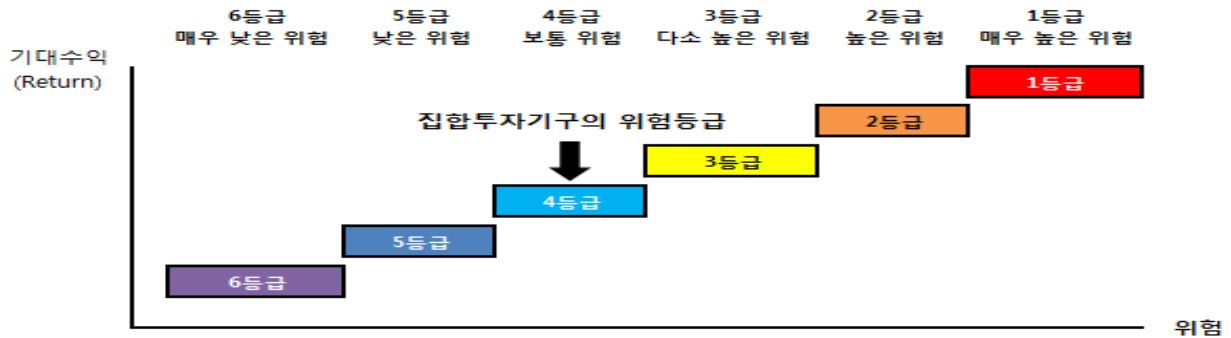 6등급 5등급 4등급 3등급 2등급 1등급
매우 낮은 위험 낮은 위험 보통 위험 다소 높은 위험 높은 위험 매우 높은 위험
기대수익
(Return)
1등급
집합투자기구의 위험등급
2등급
3등급
4등급
5등급
6등급
위험